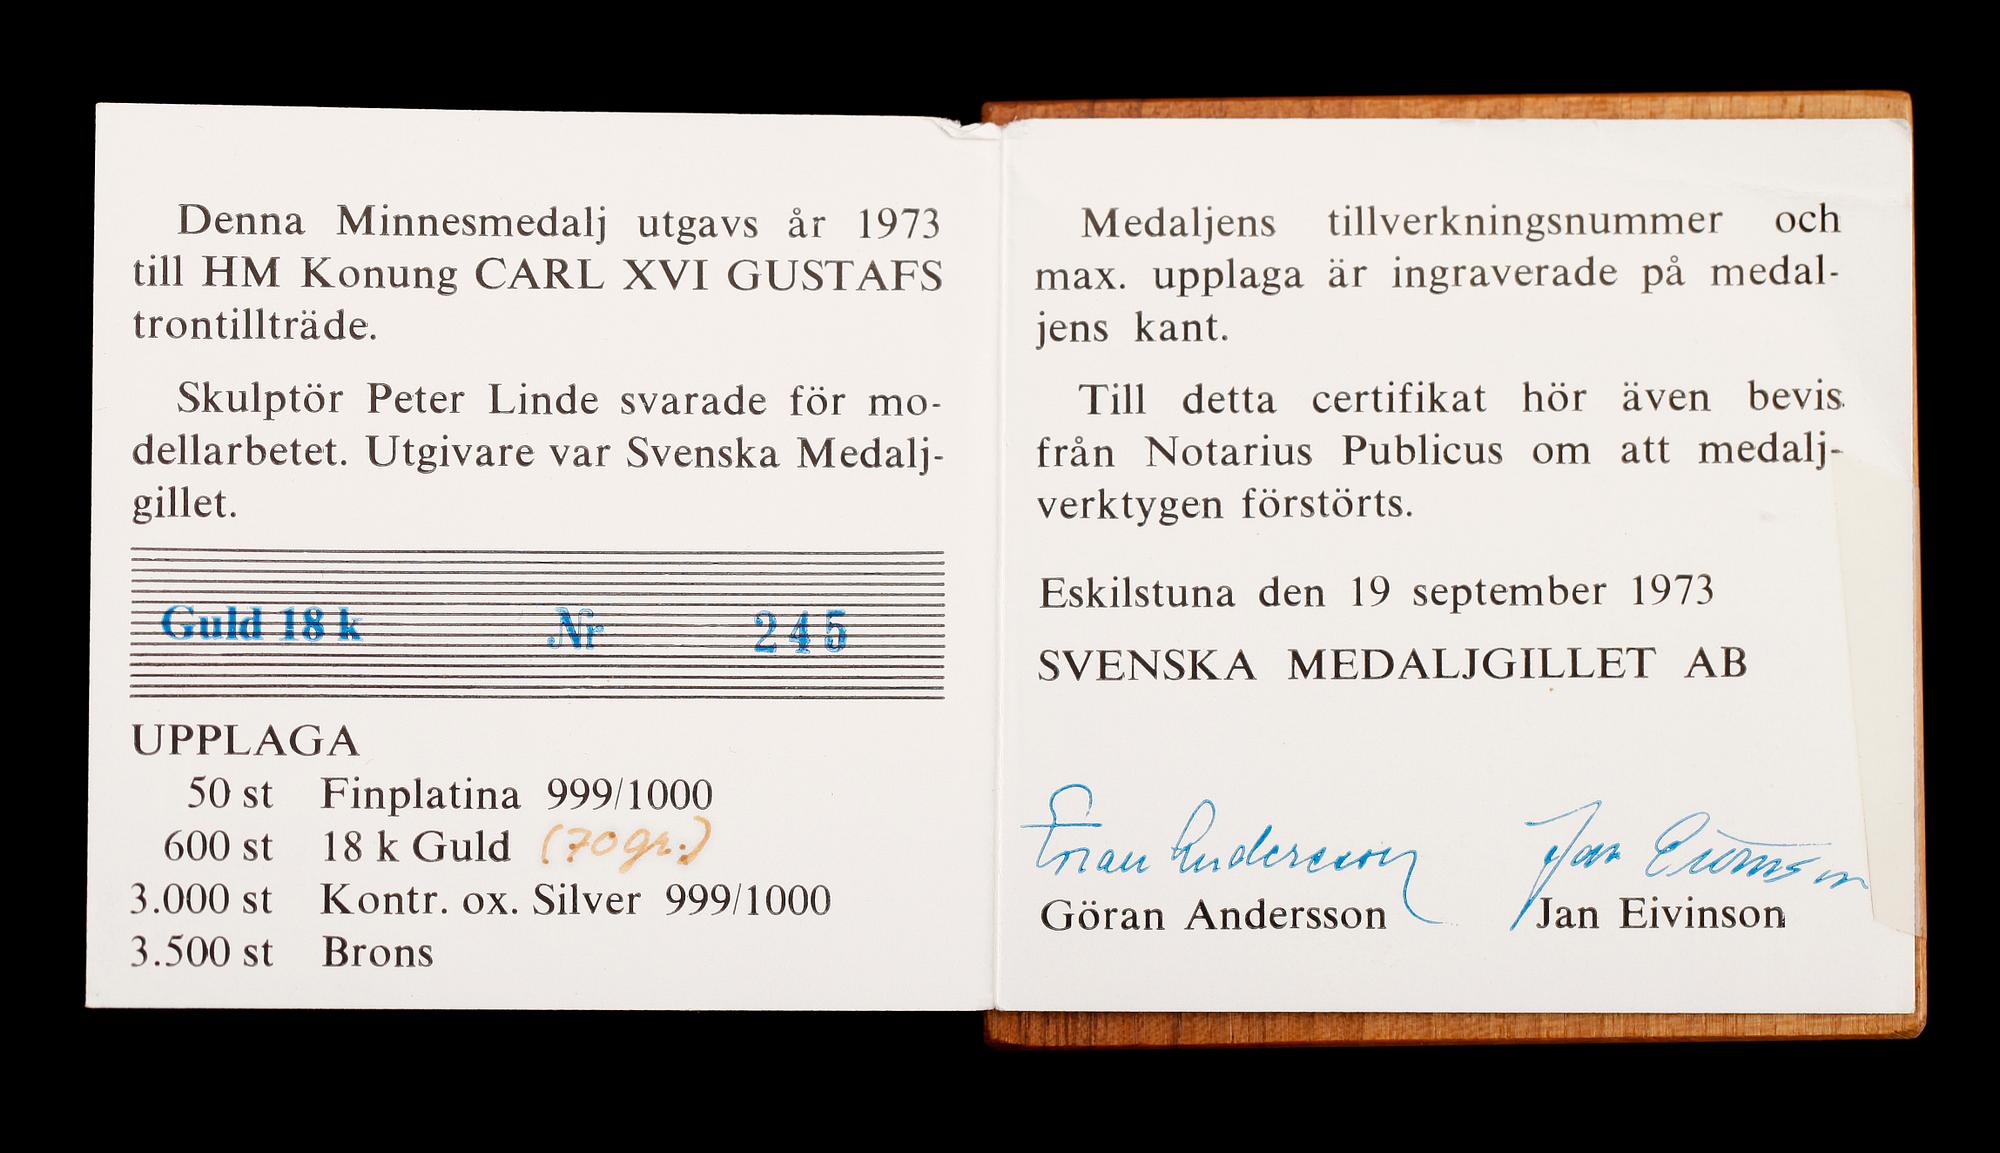 Denna Minnesmedalj utgavs år 1973
till HM Konung CARL XVI GUSTAFS
trontillträde.
Skulptör Peter Linde svarade för mo-
dellarbetet. Utgivare var Svenska Medalj-
gillet.
Guld 18 k Nr 245
UPPLAGA
50 st Finplatina 999/1000
600 st 18 k Guld (70 gr.)
3.000 st Kontr. ox. Silver 999/1000
3.500 st Brons
Medaljens tillverkningsnummer och
max. upplaga är ingraverade på medal-
jens kant.
Till detta certifikat hör även bevis
från Notarius Publicus om att medalj-
verktygen förstörts.
Eskilstuna den 19 september 1973
SVENSKA MEDALJGILLET AB
Göran Andersson Jan Eivinson
Göran Andersson Jan Eivinson